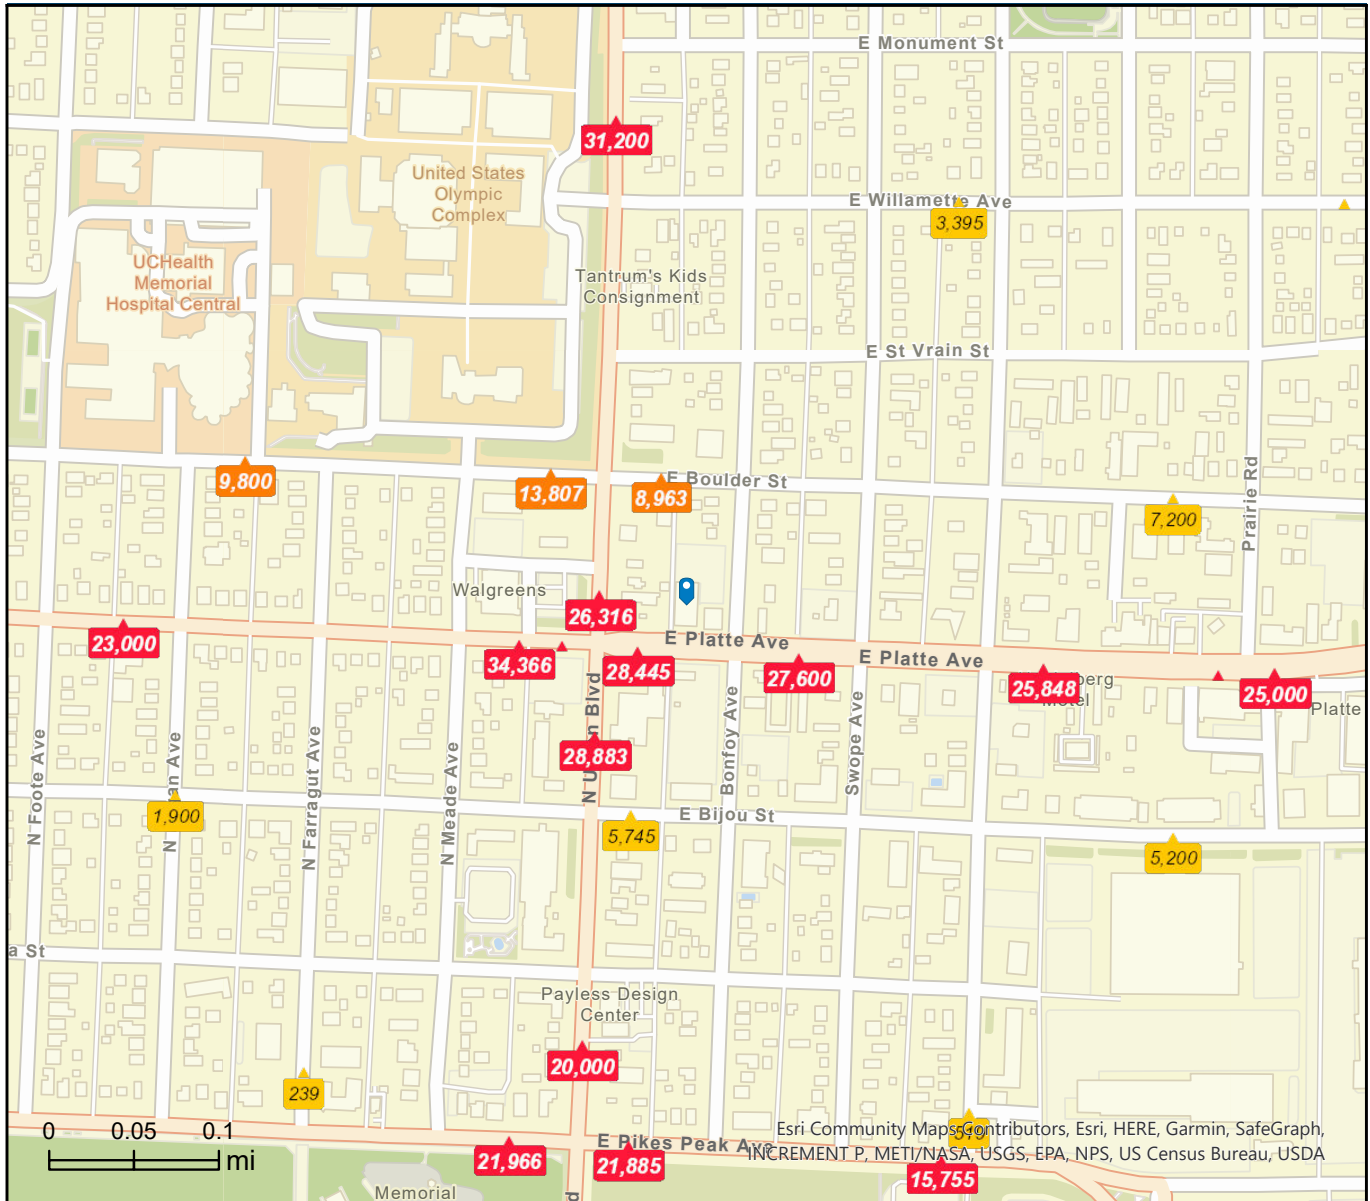 E Monument St
31,200
United States
Olympic
Complex
E Willamette Ave
3,395
UCHealth
Memorial
Hospital Central
Tantrum's Kids
Consignment
E St Vrain St
9,800
13,807
E Boulder St
8,963
7,200
Prairie Rd
Walgreens
26,316
23,000
E Platte Ave
34,366
28,445
27,600
E Platte Ave
25,848
Motel
25,000
Platte
N Foote Ave
N Farragut Ave
N Meade Ave
28,883
Blvd
Bonfoy Ave
Swope Ave
1,900
5,745
E Bijou St
5,200
a St
Payless Design
Center
20,000
239
0 0.05 0.1
mi
21,966
E Pikes Peak Ave
21,885
519
15,755
Esri Community Maps Contributors, Esri, HERE, Garmin, SafeGraph,
INCREMENT P, METI/NASA, USGS, EPA, NPS, US Census Bureau, USDA
Memorial